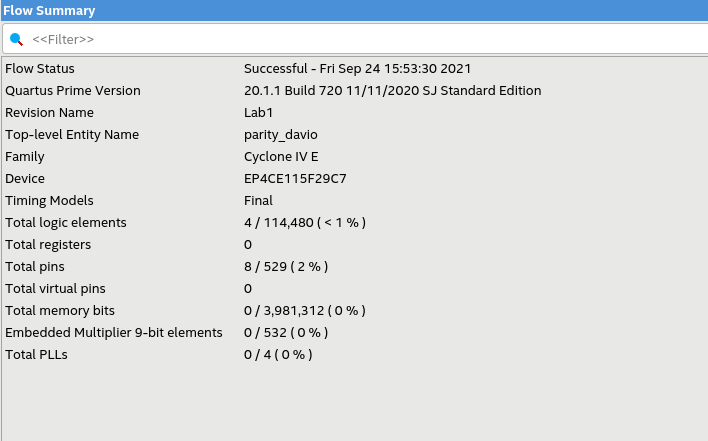 Flow Summary
<<Filter>>
Flow Status Successful - Fri Sep 24 15:53:30 2021
Quartus Prime Version 20.1.1 Build 720 11/11/2020 SJ Standard Edition
Revision Name Lab1
Top-level Entity Name parity_davio
Family Cyclone IV E
Device EP4CE115F29C7
Timing Models Final
Total logic elements 4 / 114,480 ( < 1 % )
Total registers 0
Total pins 8 / 529 ( 2 % )
Total virtual pins 0
Total memory bits 0 / 3,981,312 ( 0 % )
Embedded Multiplier 9-bit elements 0 / 532 ( 0 % )
Total PLLs 0 / 4 ( 0 % )